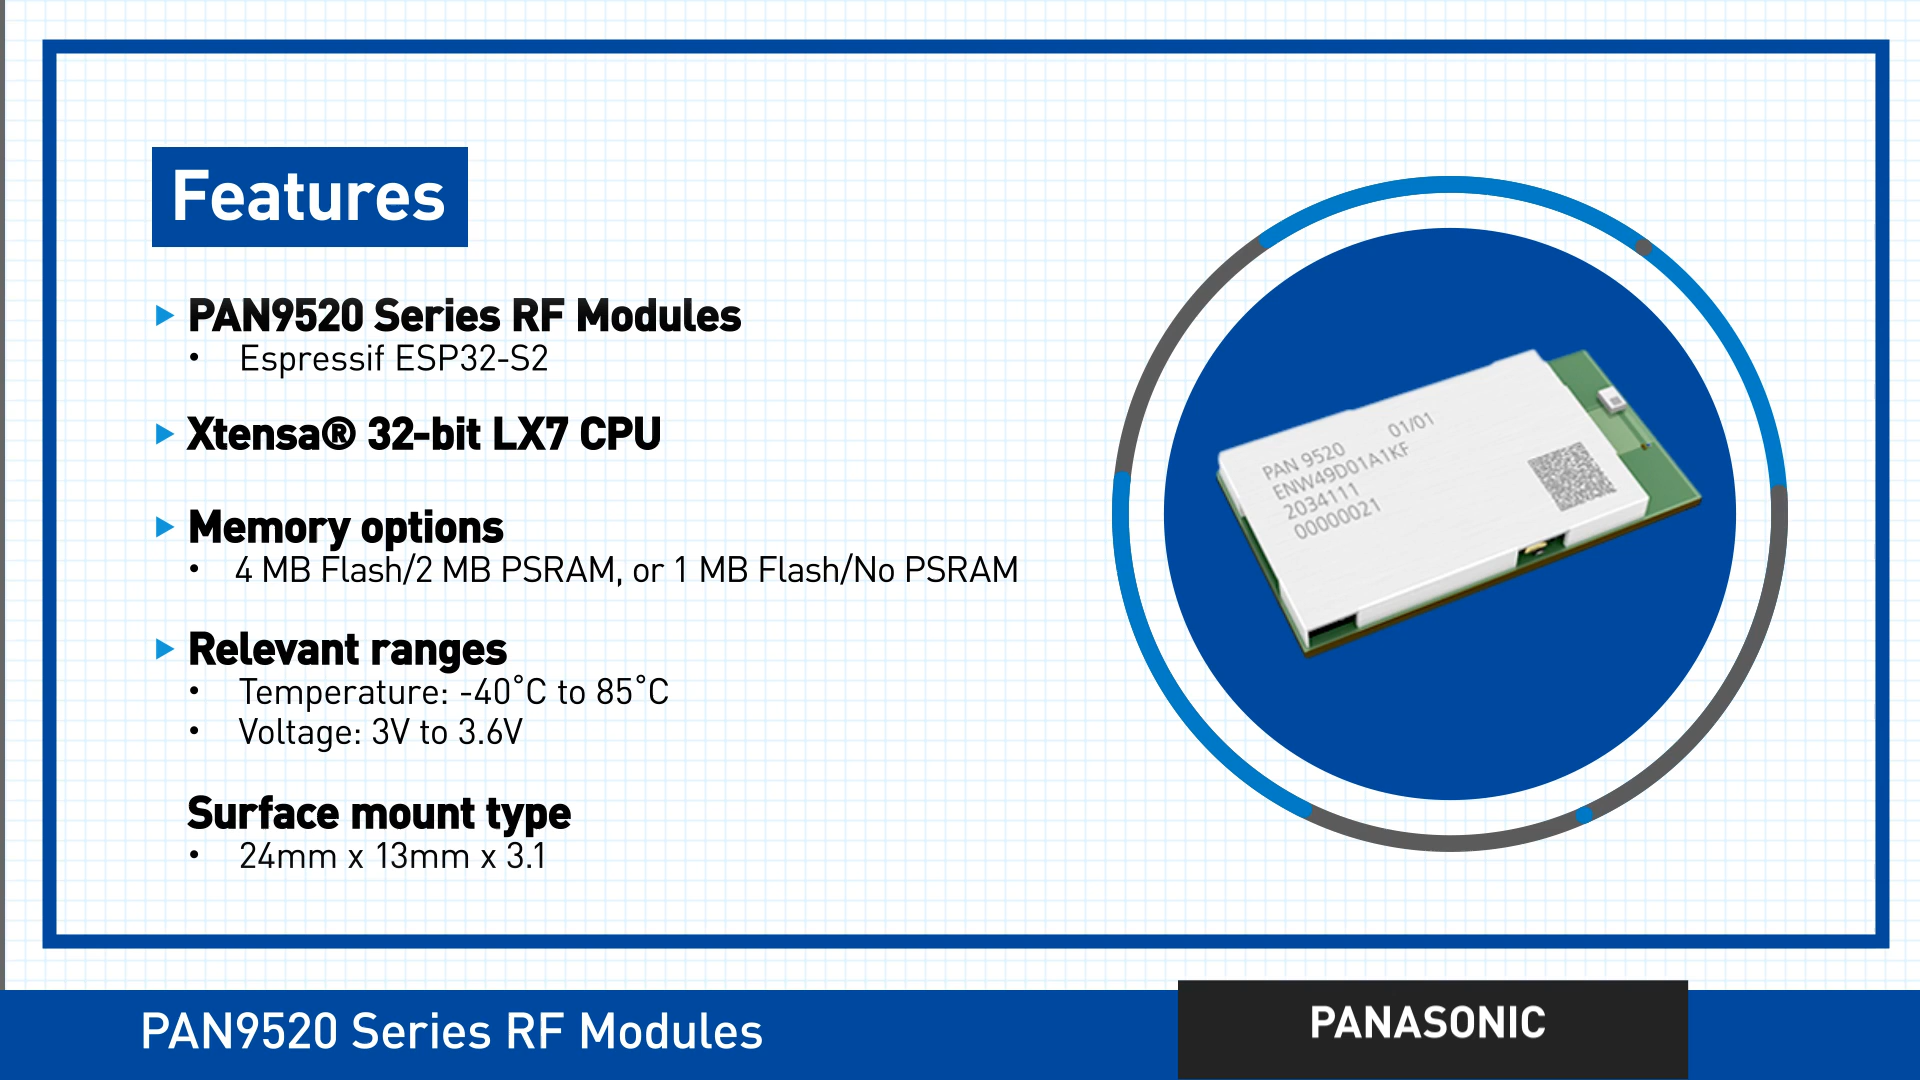 Features
PAN9520 Series RF Modules
• Espressif ESP32-S2
Xtensa® 32-bit LX7 CPU
Memory options
• 4 MB Flash/2 MB PSRAM, or 1 MB Flash/No PSRAM
Relevant ranges
• Temperature: -40˚C to 85˚C
• Voltage: 3V to 3.6V
Surface mount type
• 24mm x 13mm x 3.1
PAN 9520 01/01
ENW49D01A1KF
2034111
00000021
PAN9520 Series RF Modules
PANASONIC